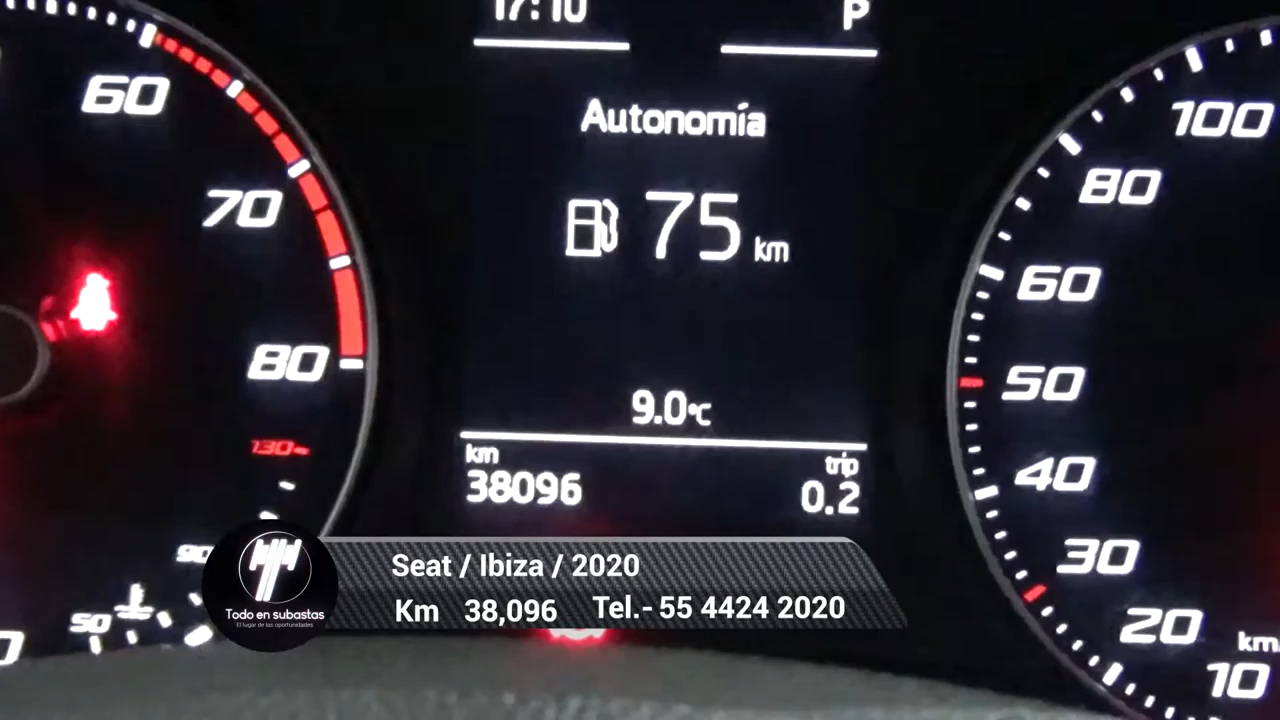 17:10
P
Autonomía
75 km
9.0°C
km
trip
38096
0.2
60
70
80
130
90
50
100
80
60
50
40
30
20
km
10
Todo en subastas
El lugar de las oportunidades
Seat / Ibiza / 2020
Km 38,096 Tel.- 55 4424 2020